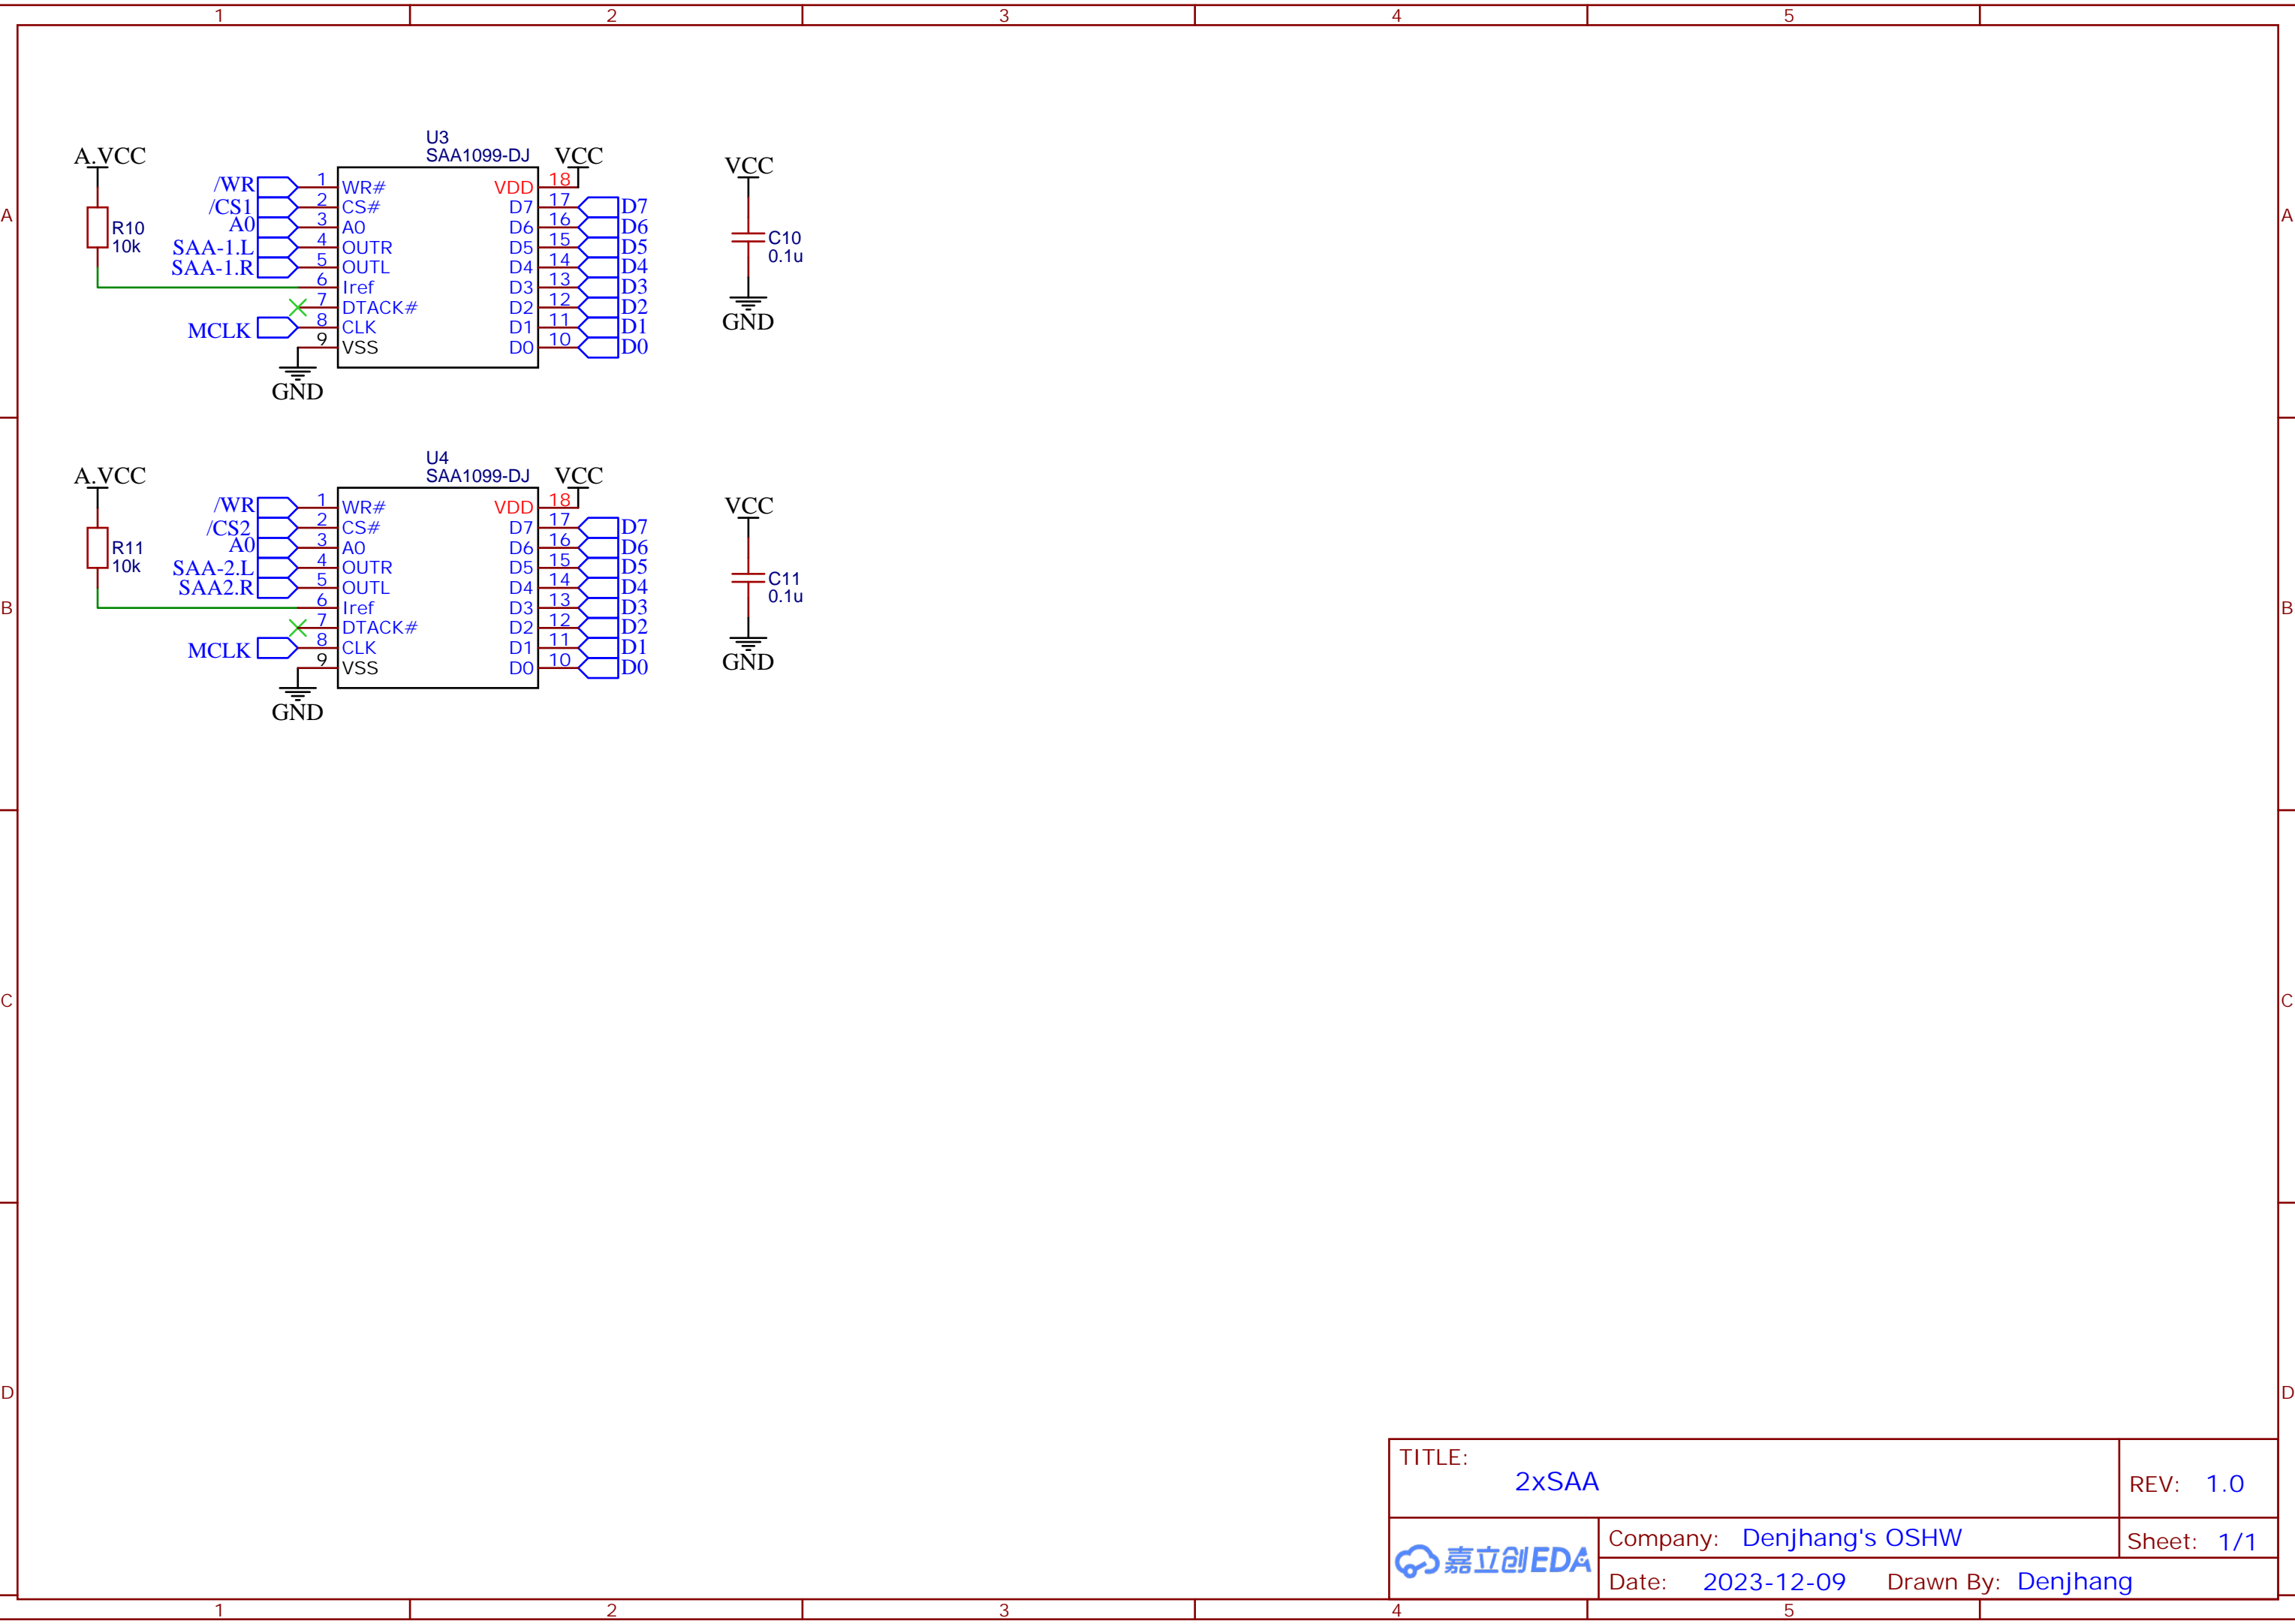 1 2 3 4 5
A A
U3
SAA1099-DJ
A.VCC
VCC
VCC
/WR 1 WR# VDD 18
/CS1 2 CS# D7 17 D7
A0 3 A0 D6 16 D6
SAA-1.L 4 OUTR D5 15 D5
SAA-1.R 5 OUTL D4 14 D4
6 Iref D3 13 D3
7 DTACK# D2 12 D2
MCLK 8 CLK D1 11 D1
9 VSS D0 10 D0
R10
10k
C10
0.1u
GND
GND
B B
U4
SAA1099-DJ
A.VCC
VCC
VCC
/WR 1 WR# VDD 18
/CS2 2 CS# D7 17 D7
A0 3 A0 D6 16 D6
SAA-2.L 4 OUTR D5 15 D5
SAA2.R 5 OUTL D4 14 D4
6 Iref D3 13 D3
7 DTACK# D2 12 D2
MCLK 8 CLK D1 11 D1
9 VSS D0 10 D0
R11
10k
C11
0.1u
GND
GND
C C
D D
TITLE:
2xSAA
REV: 1.0
嘉立创EDA
Company: Denjhang's OSHW
Sheet: 1/1
Date: 2023-12-09 Drawn By: Denjhang
1 2 3 4 5